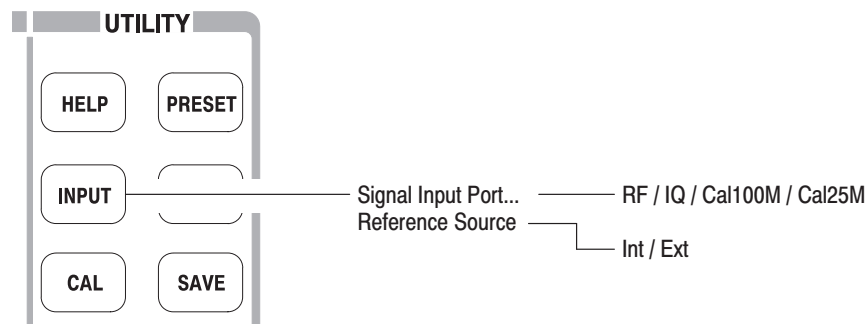 UTILITY
HELP
PRESET
INPUT
Signal Input Port...
RF / IQ / Cal100M / Cal25M
Reference Source
Int / Ext
CAL
SAVE